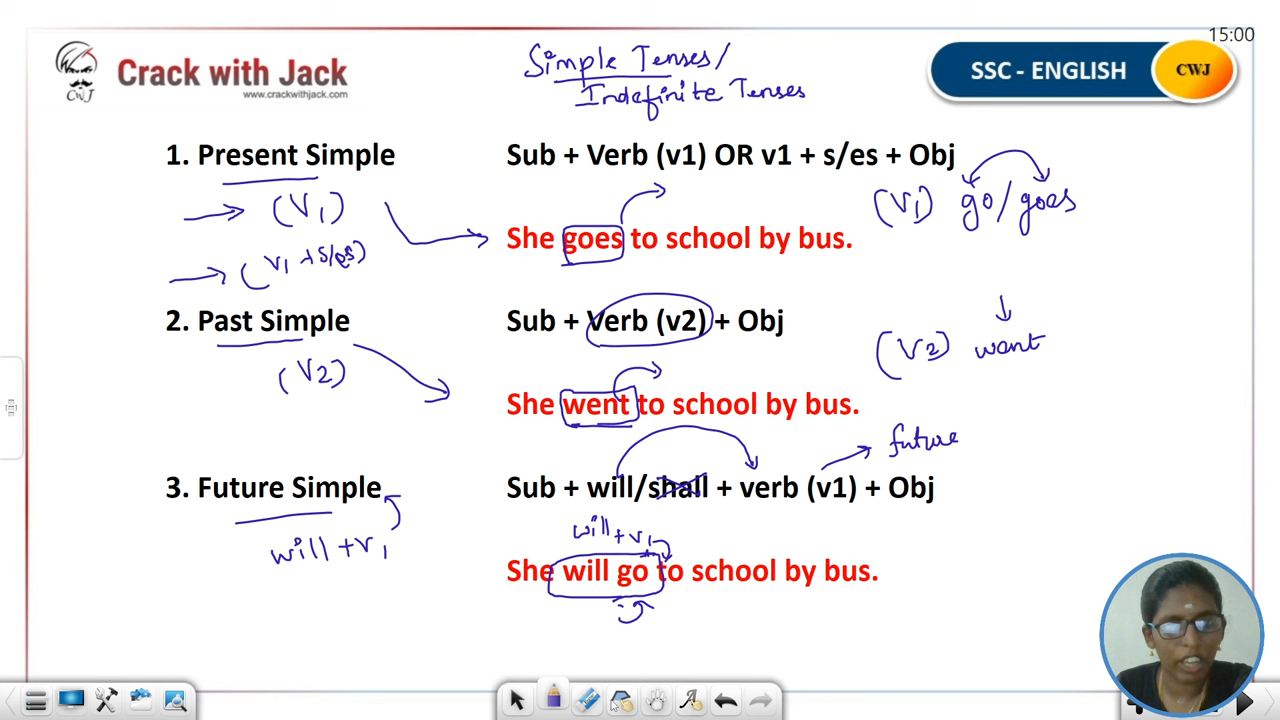 15:00
Simple Tenses/
Indefinite Tenses
Crack with Jack
www.crackwithjack.com
CWJ
SSC - ENGLISH
CWJ
1. Present Simple
Sub + Verb (v1) OR v1 + s/es + Obj
(V1)
(V1) go/goes
She goes to school by bus.
(V1 + s/es)
2. Past Simple
Sub + Verb (v2) + Obj
(V2) want
(V2)
She went to school by bus.
future
3. Future Simple
Sub + will/shall + verb (v1) + Obj
will+v1
will +v1
She will go to school by bus.